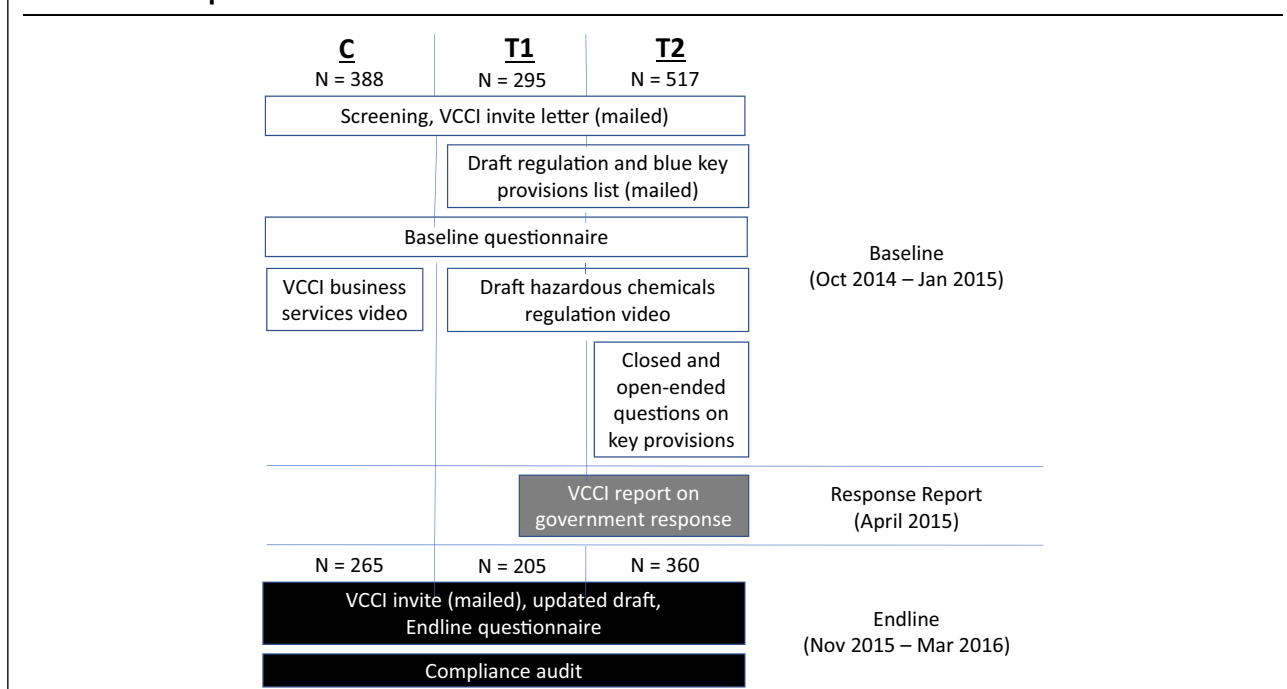 C T1 T2
N = 388 N = 295 N = 517
Screening, VCCI invite letter (mailed)
Draft regulation and blue key
provisions list (mailed)
Baseline questionnaire
Baseline
(Oct 2014 – Jan 2015)
VCCI business
services video
Draft hazardous chemicals
regulation video
Closed and
open-ended
questions on
key provisions
VCCI report on
government response
Response Report
(April 2015)
N = 265 N = 205 N = 360
VCCI invite (mailed), updated draft,
Endline questionnaire
Endline
(Nov 2015 – Mar 2016)
Compliance audit